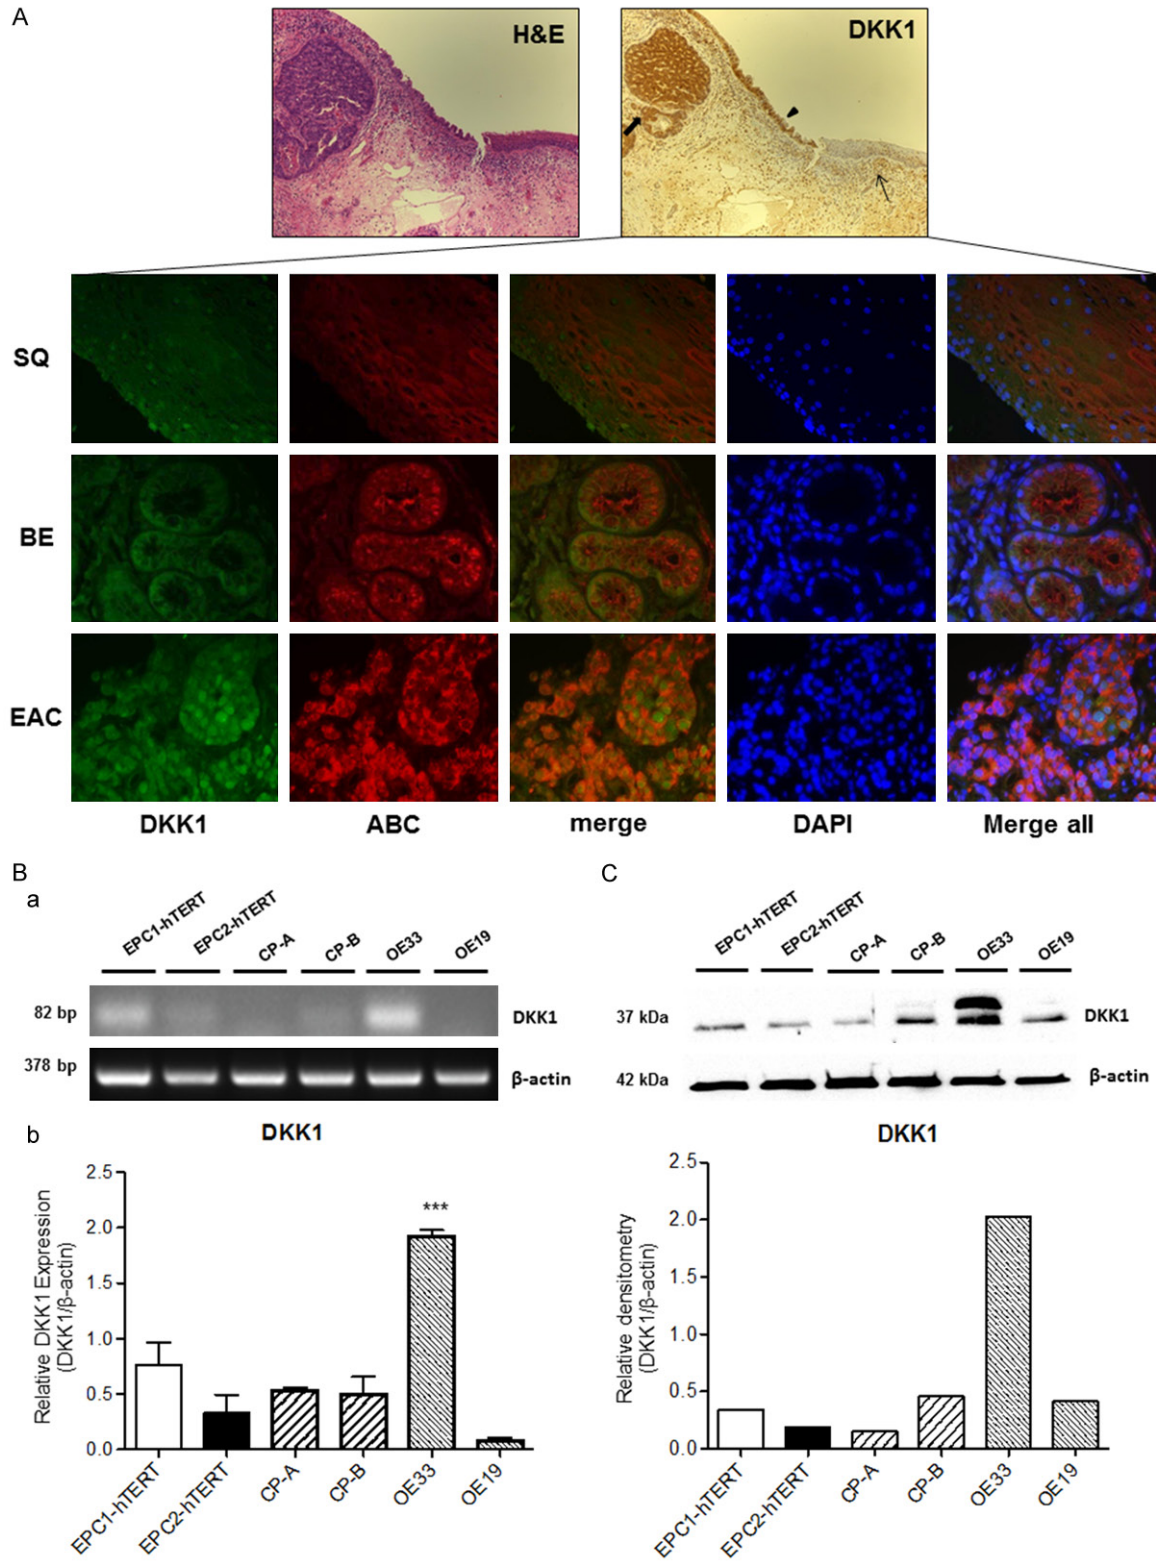 A
H&E
DKK1
SQ
BE
EAC
DKK1 ABC merge DAPI Merge all
B
a
EPC1-hTERT EPC2-hTERT CP-A CP-B OE33 OE19
82 bp DKK1
378 bp β-actin
b
DKK1
Relative DKK1 Expression
(DKK1/β-actin)
2.5
2.0
1.5
1.0
0.5
0.0
***
EPC1-hTERT EPC2-hTERT CP-A CP-B OE33 OE19
C
EPC1-hTERT EPC2-hTERT CP-A CP-B OE33 OE19
37 kDa DKK1
42 kDa β-actin
DKK1
Relative densitometry
(DKK1/β-actin)
2.5
2.0
1.5
1.0
0.5
0.0
EPC1-hTERT EPC2-hTERT CP-A CP-B OE33 OE19